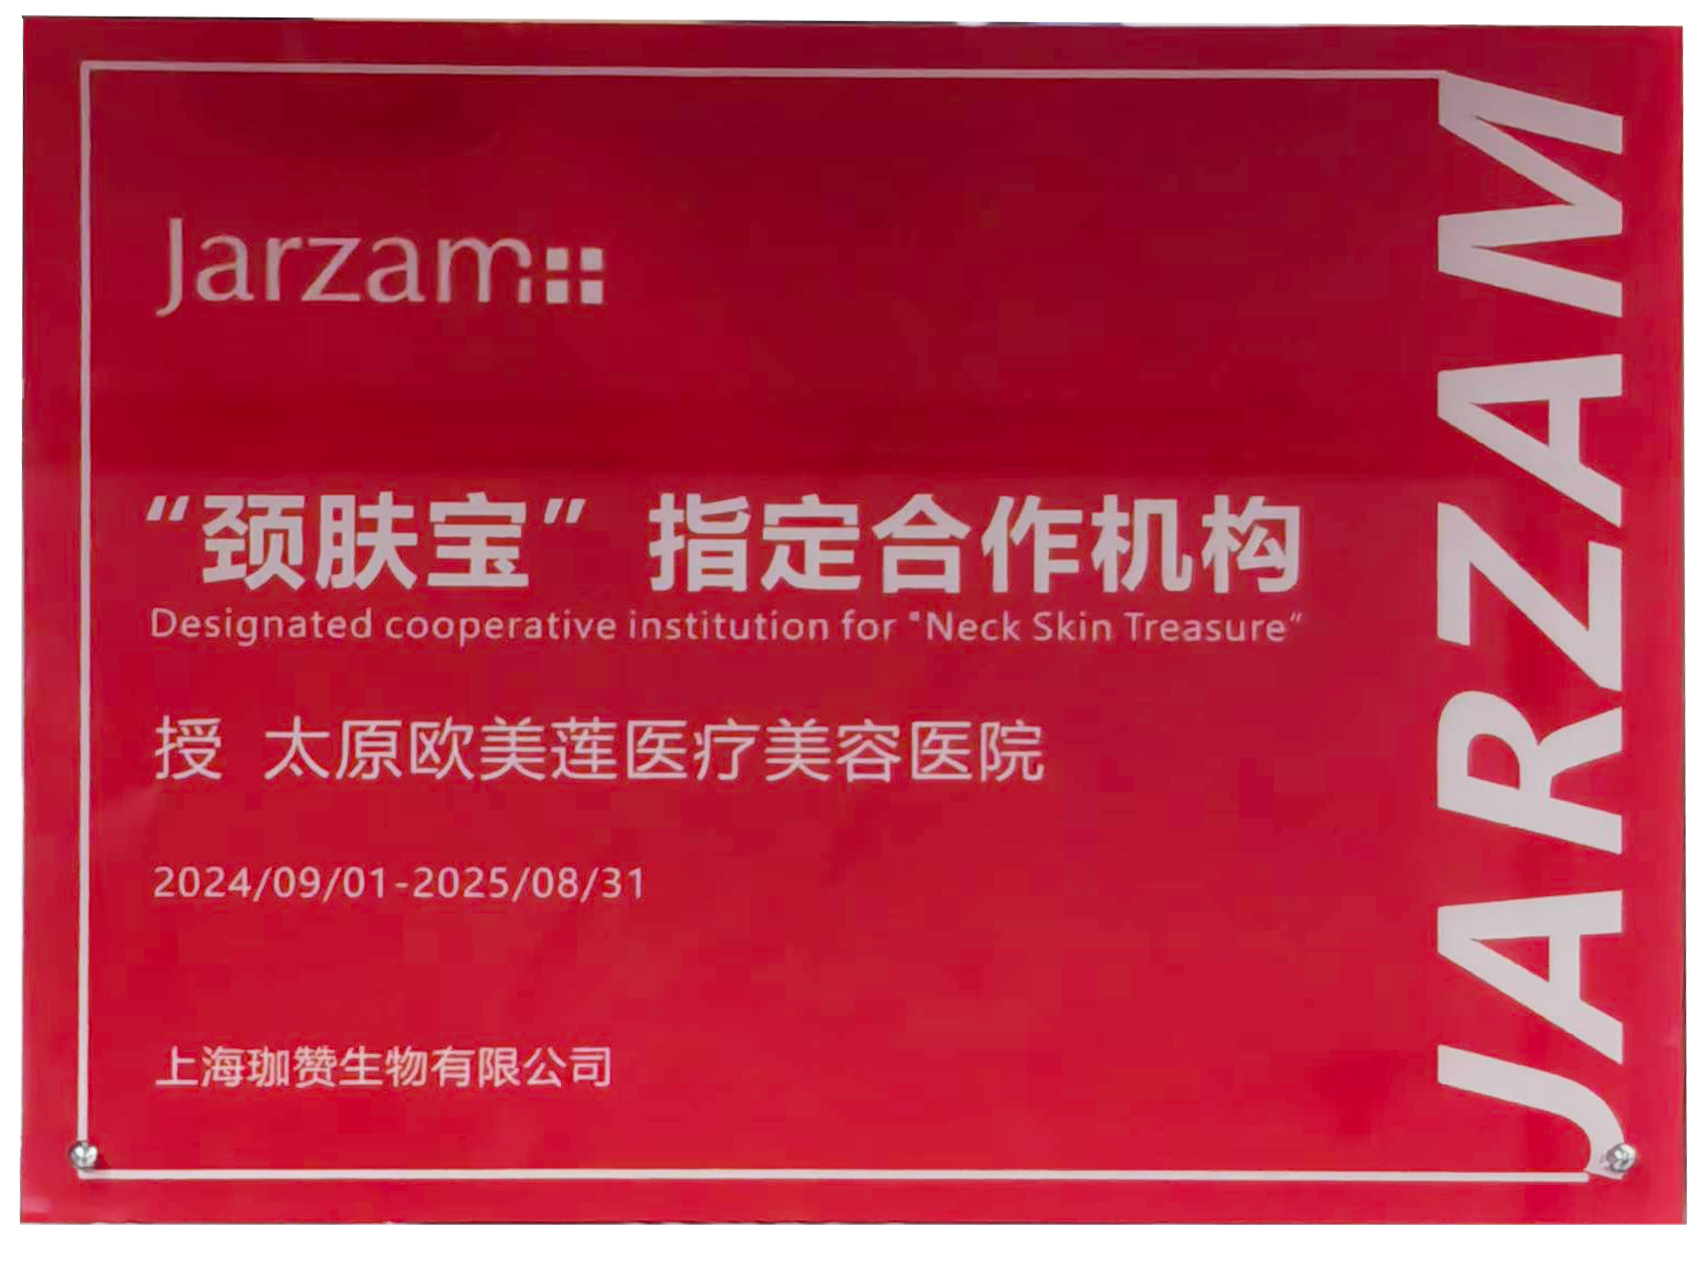 Jarzam
“颈肤宝” 指定合作机构
Designated cooperative institution for "Neck Skin Treasure"
授 太原欧美莲医疗美容医院
2024/09/01-2025/08/31
上海珈赞生物有限公司
JARZAM